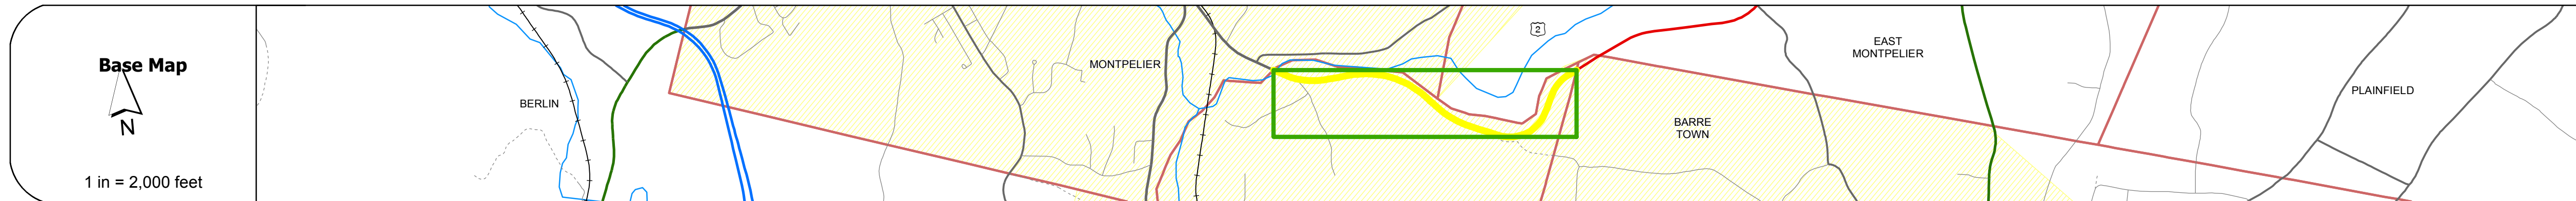 Base Map
N
1 in = 2,000 feet
BERLIN
MONTPELIER
2
EAST
MONTPELIER
BARRE
TOWN
PLAINFIELD